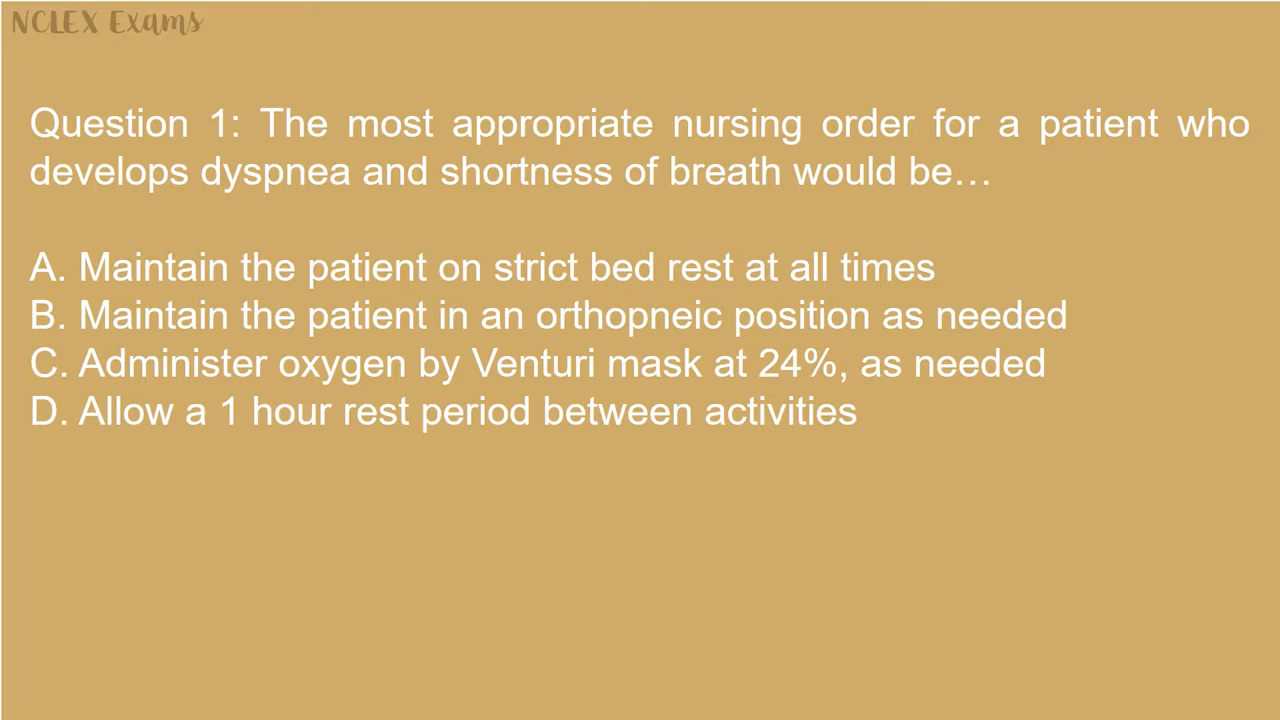 NCLEX Exams
Question 1: The most appropriate nursing order for a patient who
develops dyspnea and shortness of breath would be…
A. Maintain the patient on strict bed rest at all times
B. Maintain the patient in an orthopneic position as needed
C. Administer oxygen by Venturi mask at 24%, as needed
D. Allow a 1 hour rest period between activities